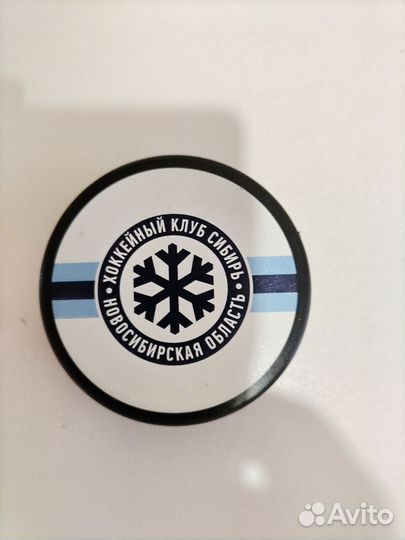 ХОККЕЙНЫЙ КЛУБ СИБИРЬ
• НОВОСИБИРСКАЯ ОБЛАСТЬ •
Avito